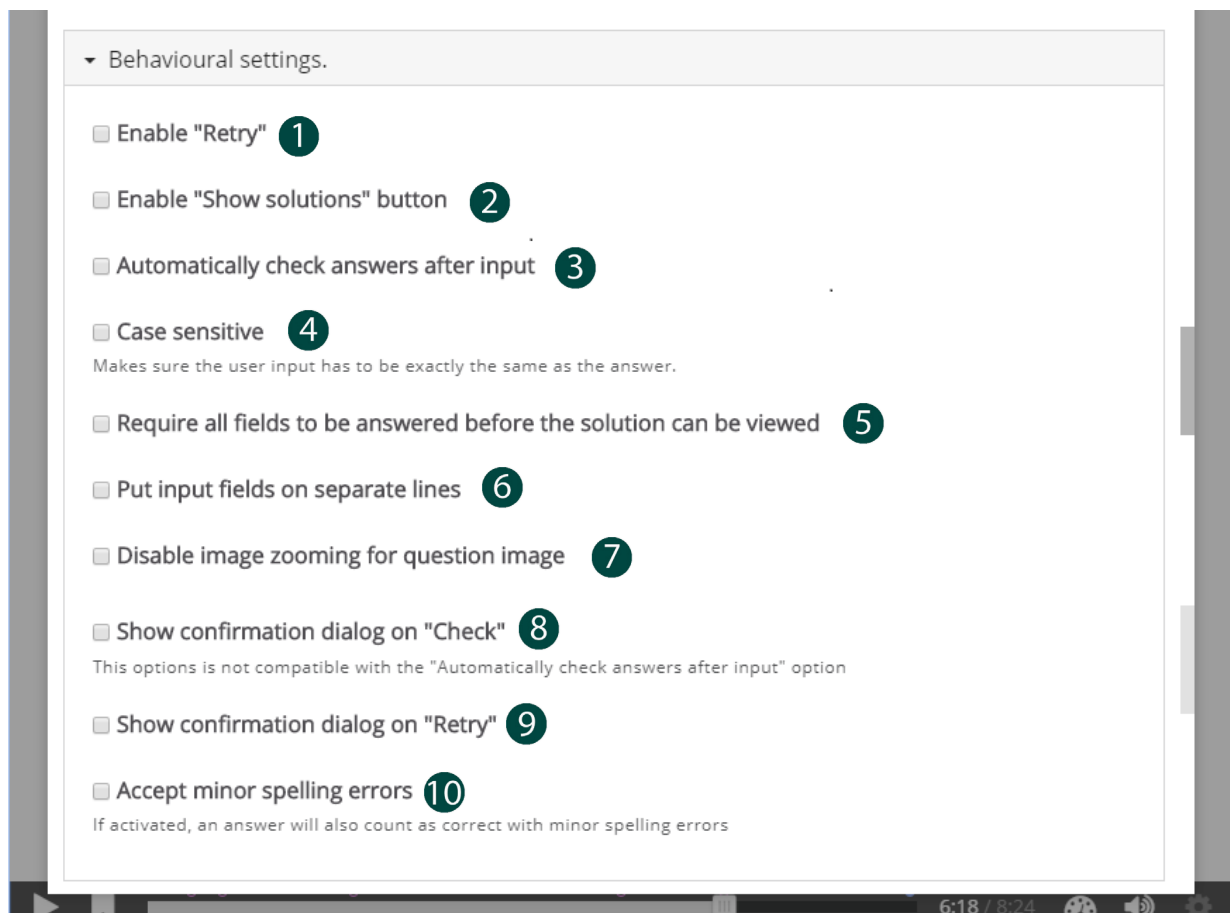 Behavioural settings.
Enable "Retry" 1
Enable "Show solutions" button 2
Automatically check answers after input 3
Case sensitive 4
Makes sure the user input has to be exactly the same as the answer.
Require all fields to be answered before the solution can be viewed 5
Put input fields on separate lines 6
Disable image zooming for question image 7
Show confirmation dialog on "Check" 8
This options is not compatible with the "Automatically check answers after input" option
Show confirmation dialog on "Retry" 9
Accept minor spelling errors 10
If activated, an answer will also count as correct with minor spelling errors
6:18 / 8:24